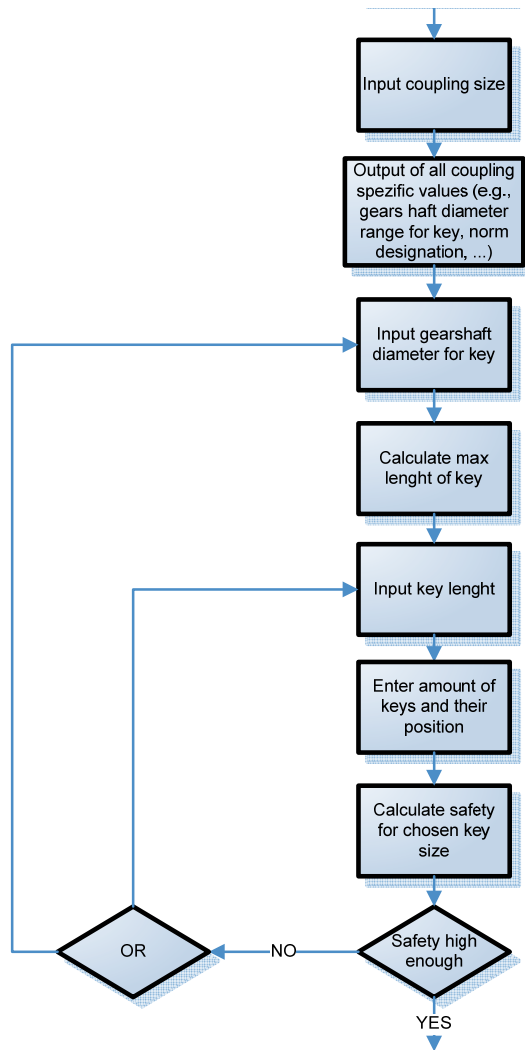 Input coupling size
Output of all coupling
spezific values (e.g.,
gears haft diameter
range for key, norm
designation, ...)
Input gearshaft
diameter for key
Calculate max
lenght of key
Input key lenght
Enter amount of
keys and their
position
Calculate safety
for chosen key
size
Safety high
enough
NO
OR
YES